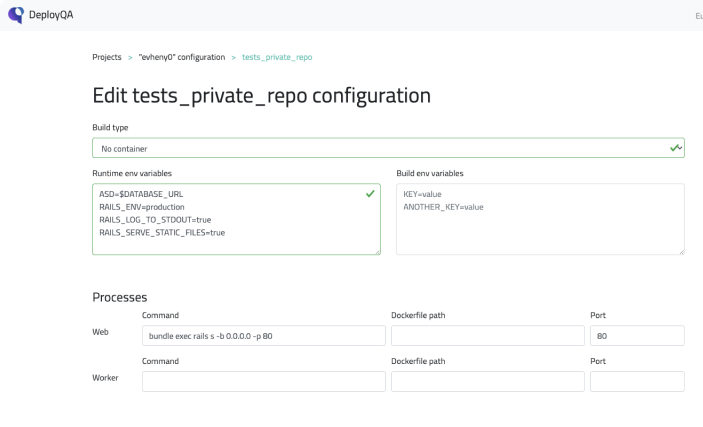 DeployQA
Projects > "evheny0" configuration > tests_private_repo
Edit tests_private_repo configuration
Build type
No container
Runtime env variables
Build env variables
ASD=$DATABASE_URL
RAILS_ENV=production
RAILS_LOG_TO_STDOUT=true
RAILS_SERVE_STATIC_FILES=true
KEY=value
ANOTHER_KEY=value
Processes
Command
Dockerfile path
Port
Web
bundle exec rails s -b 0.0.0.0 -p 80
80
Command
Dockerfile path
Port
Worker